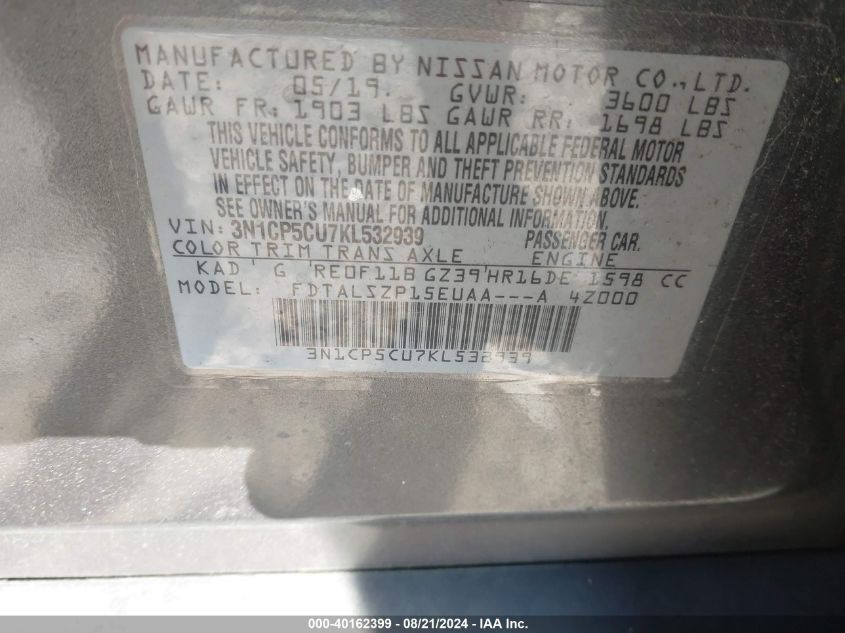 MANUFACTURED BY NISSAN MOTOR CO., LTD.
DATE: 05/19. GVWR: 3600 LBS
GAWR FR: 1903 LBS GAWR RR: 1698 LBS
THIS VEHICLE CONFORMS TO ALL APPLICABLE FEDERAL MOTOR
VEHICLE SAFETY, BUMPER AND THEFT PREVENTION STANDARDS
IN EFFECT ON THE DATE OF MANUFACTURE SHOWN ABOVE.
SEE OWNER'S MANUAL FOR ADDITIONAL INFORMATION.
VIN: 3N1CP5CU7KL532939 PASSENGER CAR.
COLOR TRIM TRANS AXLE ENGINE
KAD ' G 'RE0F11B GZ39'HR16DE 1598 CC
MODEL: FDTALSZP15EUAA---A 4Z000
3N1CP5CU7KL532939
000-40162399 - 08/21/2024 - WWW.IAAI.COM